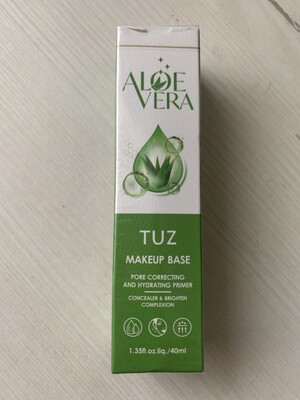 ALOE
VERA
TUZ
MAKEUP BASE
PORE CORRECTING
AND HYDRATING PRIMER
CONCEALER & BRIGHTEN
COMPLEXION
1.35fl.oz.liq./40ml